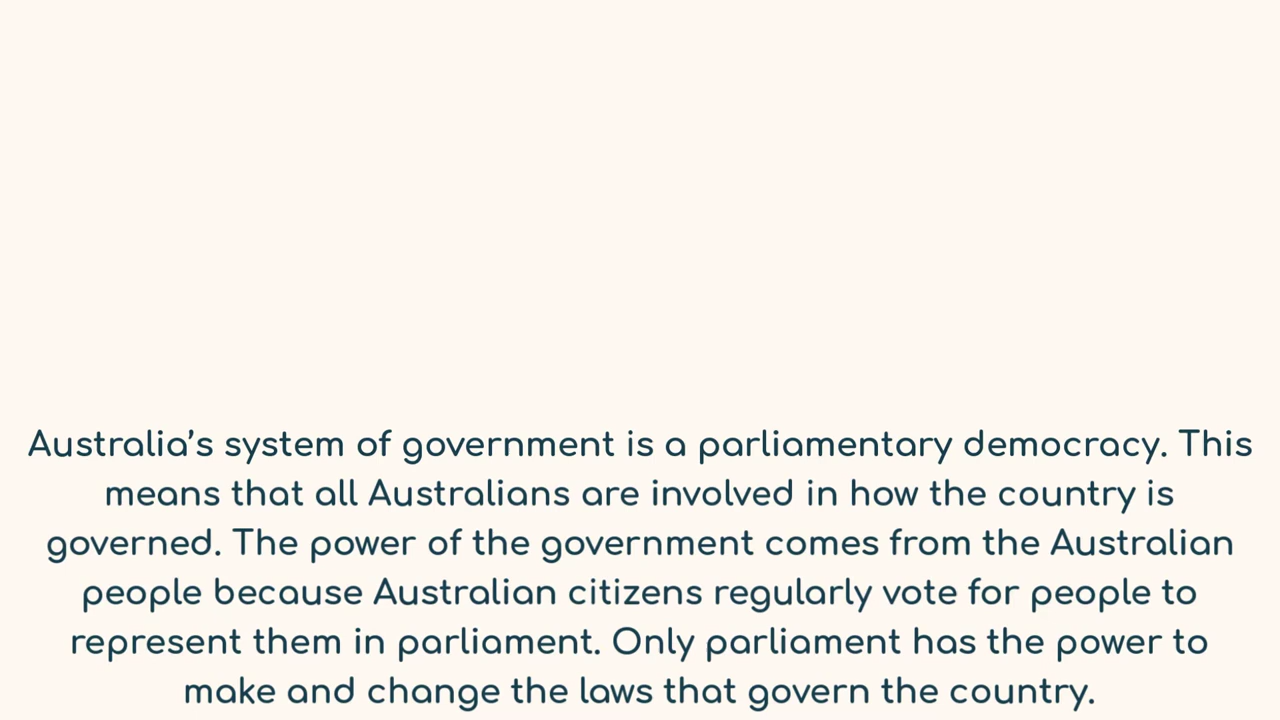 Australia’s system of government is a parliamentary democracy. This
means that all Australians are involved in how the country is
governed. The power of the government comes from the Australian
people because Australian citizens regularly vote for people to
represent them in parliament. Only parliament has the power to
make and change the laws that govern the country.